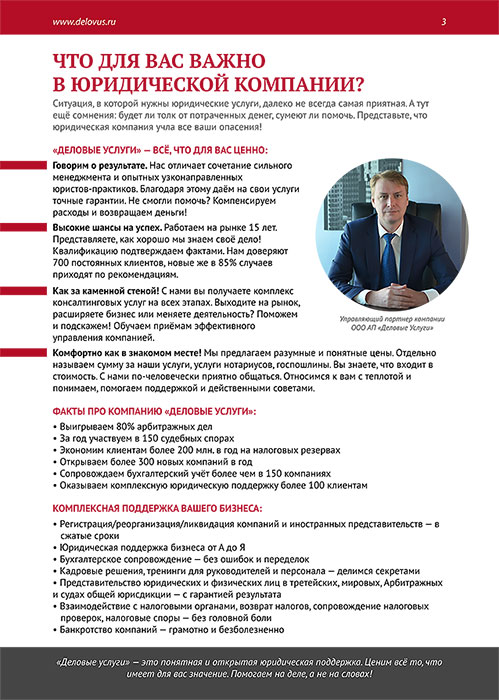 www.delovus.ru
3
ЧТО ДЛЯ ВАС ВАЖНО
В ЮРИДИЧЕСКОЙ КОМПАНИИ?
Ситуация, в которой нужны юридические услуги, далеко не всегда самая приятная. А тут
ещё сомнения: будет ли толк от потраченных денег, сумеют ли помочь. Представьте, что
юридическая компания учла все ваши опасения!
«ДЕЛОВЫЕ УСЛУГИ» — ВСЁ, ЧТО ДЛЯ ВАС ЦЕННО:
Говорим о результате. Нас отличает сочетание сильного
менеджмента и опытных узконаправленных
юристов-практиков. Благодаря этому даём на свои услуги
точные гарантии. Не смогли помочь? Компенсируем
расходы и возвращаем деньги!
Высокие шансы на успех. Работаем на рынке 15 лет.
Представляете, как хорошо мы знаем своё дело!
Квалификацию подтверждаем фактами. Нам доверяют
700 постоянных клиентов, новые же в 85% случаев
приходят по рекомендациям.
Как за каменной стеной! С нами вы получаете комплекс
консалтинговых услуг на всех этапах. Выходите на рынок,
расширяете бизнес или меняете деятельность? Поможем
и подскажем! Обучаем приёмам эффективного
управления компанией.
Управляющий партнер компании
ООО АП «Деловые Услуги»
Комфортно как в знакомом месте! Мы предлагаем разумные и понятные цены. Отдельно
называем сумму за наши услуги, услуги нотариусов, госпошлины. Вы знаете, что входит в
стоимость. С нами по-человечески приятно общаться. Относимся к вам с теплотой и
понимаем, помогаем поддержкой и действенными советами.
ФАКТЫ ПРО КОМПАНИЮ «ДЕЛОВЫЕ УСЛУГИ»:
• Выигрываем 80% арбитражных дел
• За год участвуем в 150 судебных спорах
• Экономим клиентам более 200 млн. в год на налоговых резервах
• Открываем более 300 новых компаний в год
• Сопровождаем бухгалтерский учёт более чем в 150 компаниях
• Оказываем комплексную юридическую поддержку более 100 клиентам
КОМПЛЕКСНАЯ ПОДДЕРЖКА ВАШЕГО БИЗНЕСА:
• Регистрация/реорганизация/ликвидация компаний и иностранных представительств — в
сжатые сроки
• Юридическая поддержка бизнеса от А до Я
• Бухгалтерское сопровождение — без ошибок и переделок
• Кадровые решения, тренинги для руководителей и персонала — делимся секретами
• Представительство юридических и физических лиц в третейских, мировых, Арбитражных
и судах общей юрисдикции — с гарантией результата
• Взаимодействие с налоговыми органами, возврат налогов, сопровождение налоговых
проверок, налоговые споры — без головной боли
• Банкротство компаний — грамотно и безболезненно
«Деловые услуги» — это понятная и открытая юридическая поддержка. Ценим всё то, что
имеет для вас значение. Помогаем на деле, а не на словах!